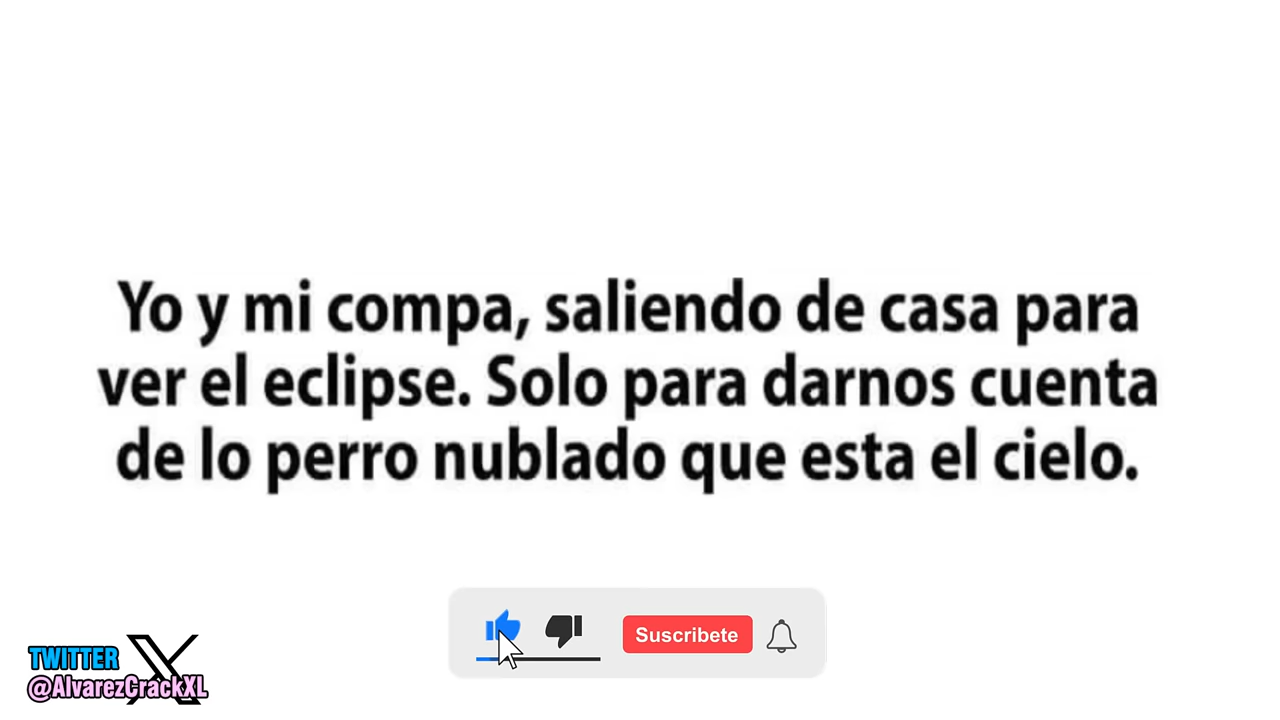 Yo y mi compa, saliendo de casa para
ver el eclipse. Solo para darnos cuenta
de lo perro nublado que esta el cielo.
Suscribete
TWITTER
@AlvarezCrackXL